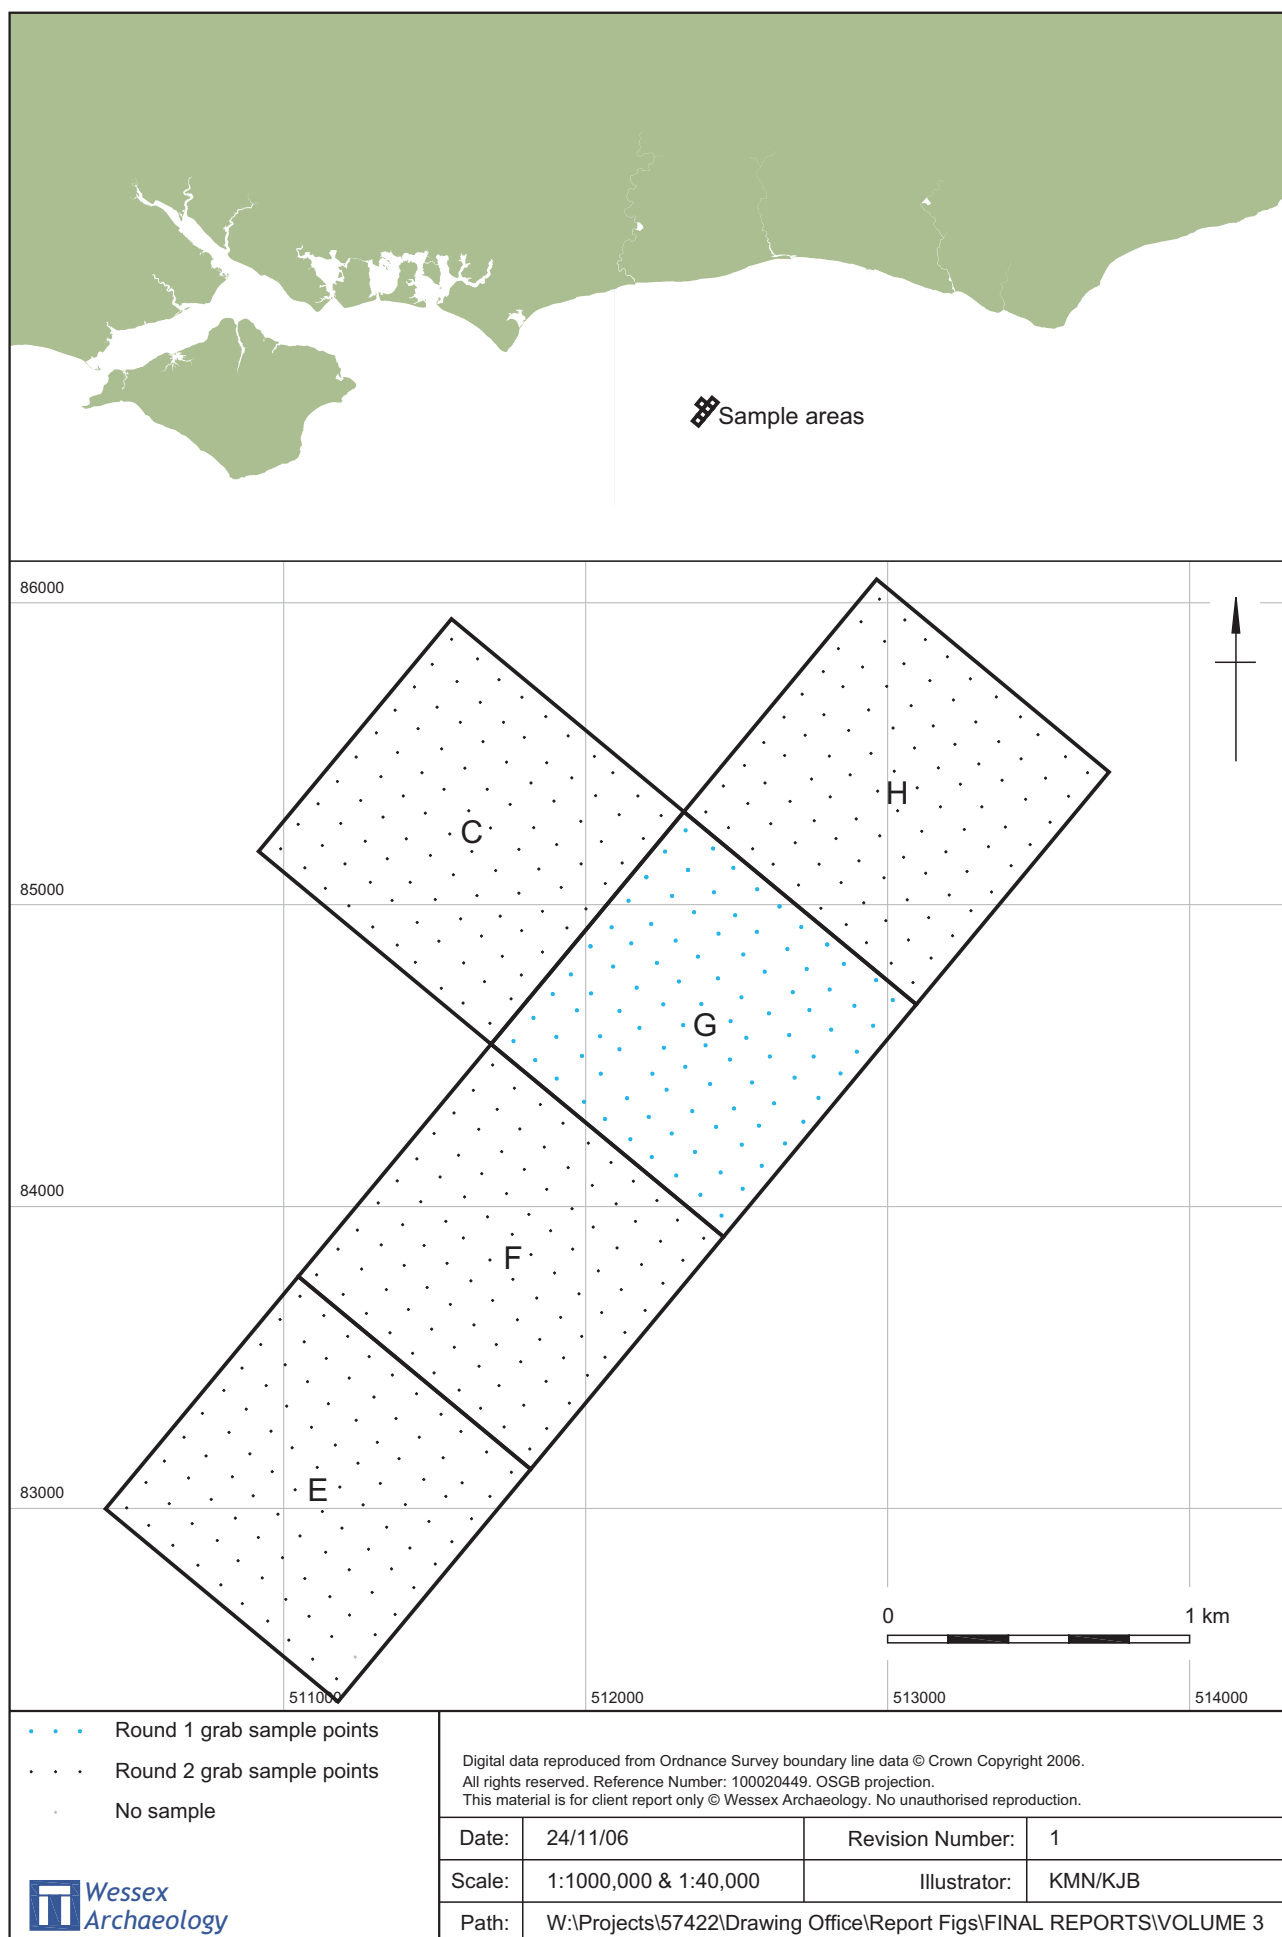 Sample areas
86000
H
C
85000
G
84000
F
E
83000
0 1 km
511000 512000 513000 514000
Round 1 grab sample points
Round 2 grab sample points
No sample
Wessex
Archaeology
Digital data reproduced from Ordnance Survey boundary line data © Crown Copyright 2006.
All rights reserved. Reference Number: 100020449. OSGB projection.
This material is for client report only © Wessex Archaeology. No unauthorised reproduction.
Date: 24/11/06 Revision Number: 1
Scale: 1:1000,000 & 1:40,000 Illustrator: KMN/KJB
Path: W:\Projects\57422\Drawing Office\Report Figs\FINAL REPORTS\VOLUME 3